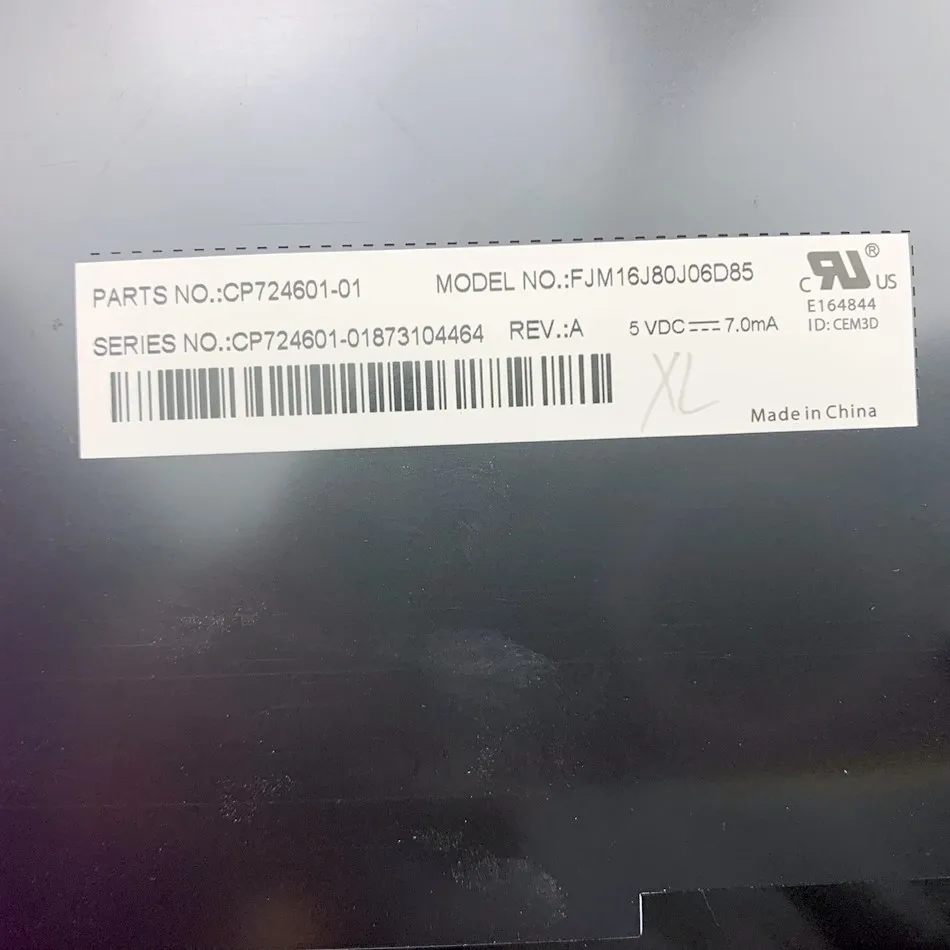 PARTS NO.:CP724601-01 MODEL NO.:FJM16J80J06D85
SERIES NO.:CP724601-01873104464 REV.:A 5 VDC⎓7.0mA
C RU® US
E164844
ID: CEM3D
XL
Made in China